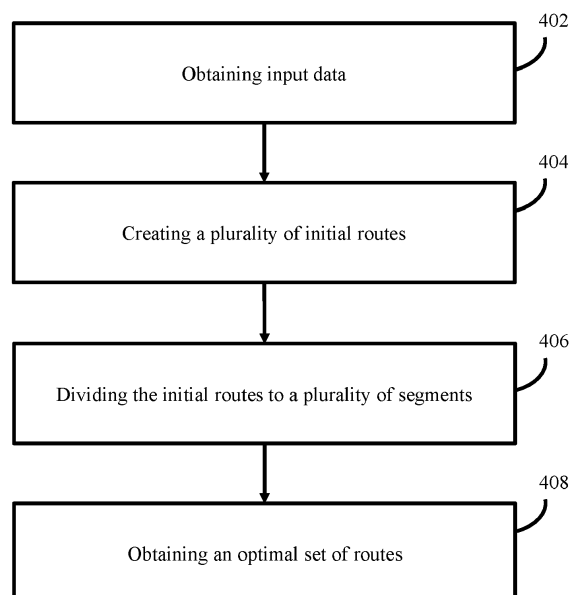 402
Obtaining input data
404
Creating a plurality of initial routes
406
Dividing the initial routes to a plurality of segments
408
Obtaining an optimal set of routes